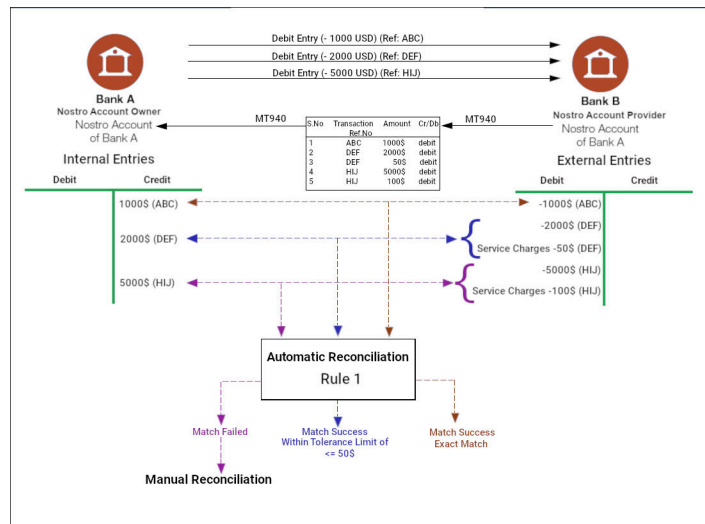 Debit Entry (- 1000 USD) (Ref: ABC)
Debit Entry (- 2000 USD) (Ref: DEF)
Debit Entry (- 5000 USD) (Ref: HIJ)
Bank A
Nostro Account Owner
Nostro Account
of Bank A
Bank B
Nostro Account Provider
Nostro Account
of Bank A
MT940
MT940
S.No Transaction Ref.No Amount Cr/Db
1 ABC 1000$ debit
2 DEF 2000$ debit
3 DEF 50$ debit
4 HIJ 5000$ debit
5 HIJ 100$ debit
Internal Entries
Debit Credit
1000$ (ABC)
2000$ (DEF)
5000$ (HIJ)
External Entries
Debit Credit
-1000$ (ABC)
-2000$ (DEF)
Service Charges -50$ (DEF)
-5000$ (HIJ)
Service Charges -100$ (HIJ)
Automatic Reconciliation
Rule 1
Match Failed
Manual Reconciliation
Match Success
Within Tolerance Limit of
<= 50$
Match Success
Exact Match